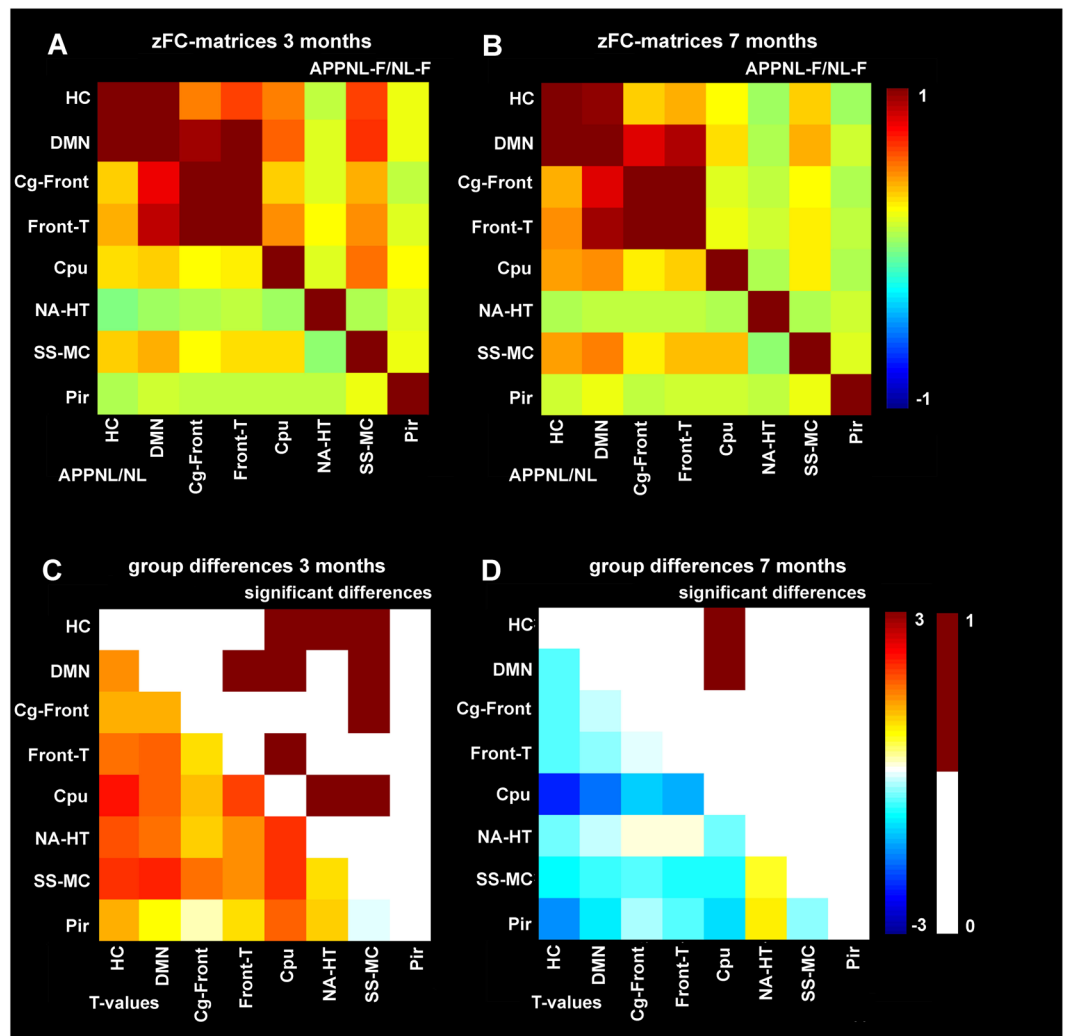 A
zFC-matrices 3 months
APPNL-F/NL-F
HC
DMN
Cg-Front
Front-T
Cpu
NA-HT
SS-MC
Pir
HC
DMN
Cg-Front
Front-T
Cpu
NA-HT
SS-MC
Pir
APPNL/NL
B
zFC-matrices 7 months
APPNL-F/NL-F
HC
DMN
Cg-Front
Front-T
Cpu
NA-HT
SS-MC
Pir
HC
DMN
Cg-Front
Front-T
Cpu
NA-HT
SS-MC
Pir
APPNL/NL
1
-1
C
group differences 3 months
significant differences
HC
DMN
Cg-Front
Front-T
Cpu
NA-HT
SS-MC
Pir
HC
DMN
Cg-Front
Front-T
Cpu
NA-HT
SS-MC
Pir
T-values
D
group differences 7 months
significant differences
HC
DMN
Cg-Front
Front-T
Cpu
NA-HT
SS-MC
Pir
HC
DMN
Cg-Front
Front-T
Cpu
NA-HT
SS-MC
Pir
T-values
3
-3
1
0